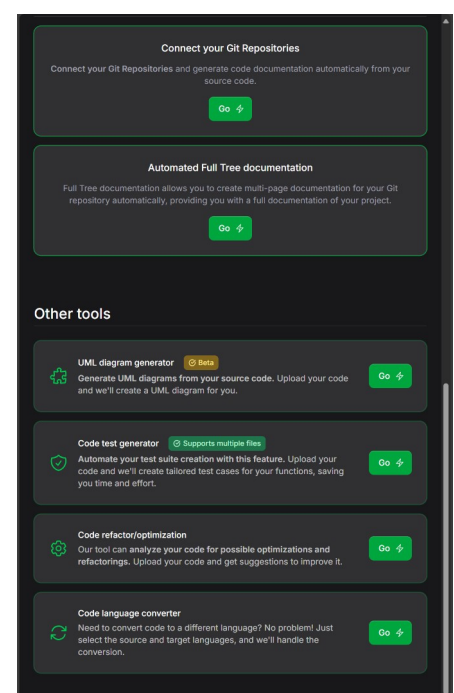 Connect your Git Repositories
Connect your Git Repositories and generate code documentation automatically from your
source code.
Go
Automated Full Tree documentation
Full Tree documentation allows you to create multi-page documentation for your Git
repository automatically, providing you with a full documentation of your project.
Go
Other tools
UML diagram generator Beta
Generate UML diagrams from your source code. Upload your code
and we'll create a UML diagram for you.
Go
Code test generator Supports multiple files
Automate your test suite creation with this feature. Upload your
code and we'll create tailored test cases for your functions, saving
you time and effort.
Go
Code refactor/optimization
Our tool can analyze your code for possible optimizations and
refactorings. Upload your code and get suggestions to improve it.
Go
Code language converter
Need to convert code to a different language? No problem! Just
select the source and target languages, and we'll handle the
conversion.
Go